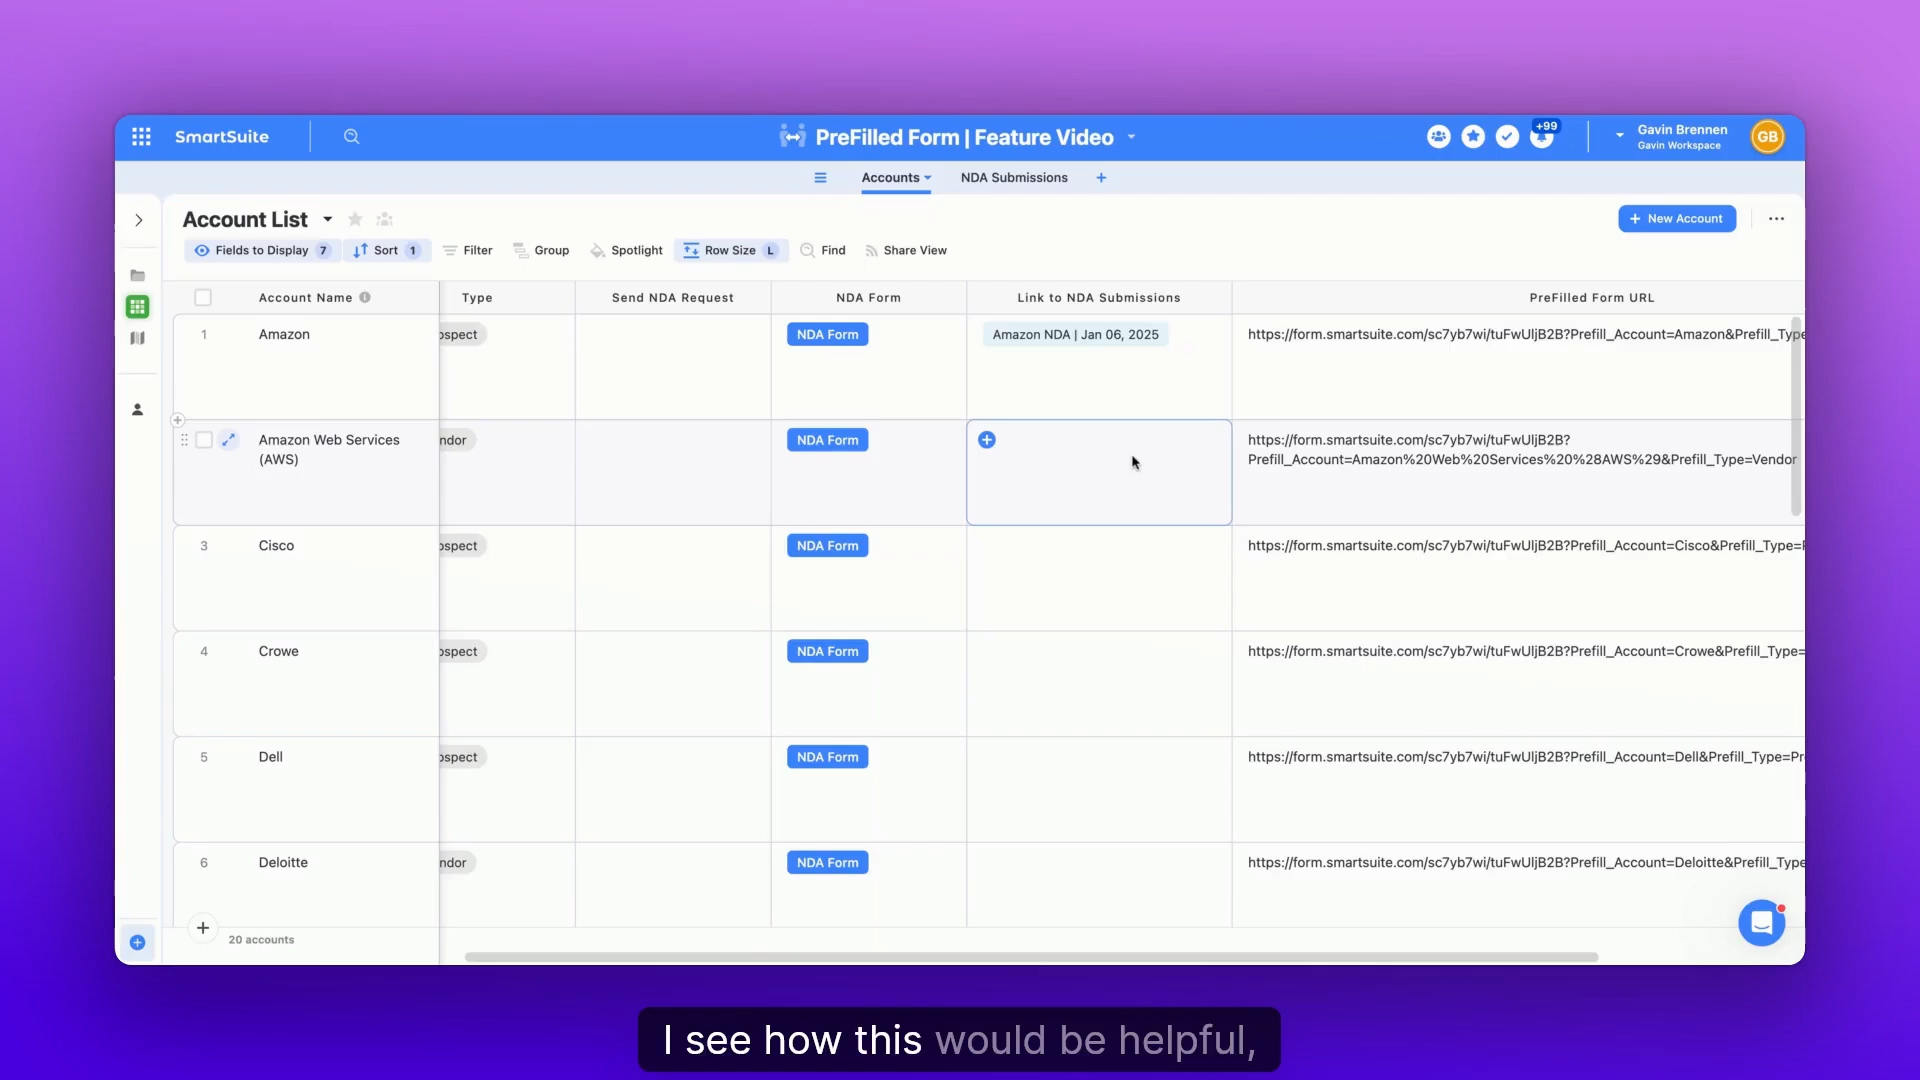 SmartSuite
PreFilled Form | Feature Video
+99
Gavin Brennen
Gavin Workspace
GB
Accounts
NDA Submissions
+
Account List
+ New Account
Fields to Display 7
Sort 1
Filter
Group
Spotlight
Row Size L
Find
Share View
Account Name
Type
Send NDA Request
NDA Form
Link to NDA Submissions
PreFilled Form URL
1
Amazon
ospect
NDA Form
Amazon NDA | Jan 06, 2025
https://form.smartsuite.com/sc7yb7wi/tuFwUIjB2B?Prefill_Account=Amazon&Prefill_Type
Amazon Web Services
(AWS)
ndor
NDA Form
https://form.smartsuite.com/sc7yb7wi/tuFwUIjB2B?
Prefill_Account=Amazon%20Web%20Services%20%28AWS%29&Prefill_Type=Vendor
3
Cisco
ospect
NDA Form
https://form.smartsuite.com/sc7yb7wi/tuFwUIjB2B?Prefill_Account=Cisco&Prefill_Type=
4
Crowe
ospect
NDA Form
https://form.smartsuite.com/sc7yb7wi/tuFwUIjB2B?Prefill_Account=Crowe&Prefill_Type=
5
Dell
ospect
NDA Form
https://form.smartsuite.com/sc7yb7wi/tuFwUIjB2B?Prefill_Account=Dell&Prefill_Type=Pr
6
Deloitte
ndor
NDA Form
https://form.smartsuite.com/sc7yb7wi/tuFwUIjB2B?Prefill_Account=Deloitte&Prefill_Type
+
20 accounts
I see how this would be helpful,